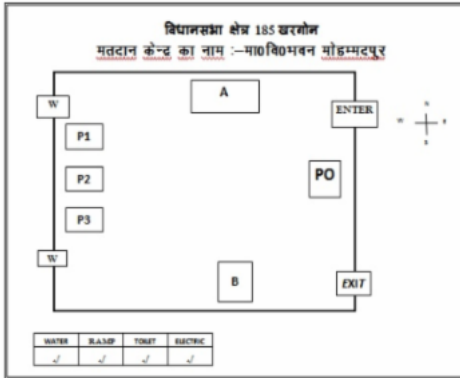 विधानसभा क्षेत्र 185 खरगोन
मतदान केन्द्र का नाम :–मा0वि0भवन मोहम्मदपुर
A
W
ENTER
P1
N
W
E
S
P2
PO
P3
W
B
EXIT
WATER RAMP TOILET ELECTRIC
✓ ✓ ✓ ✓